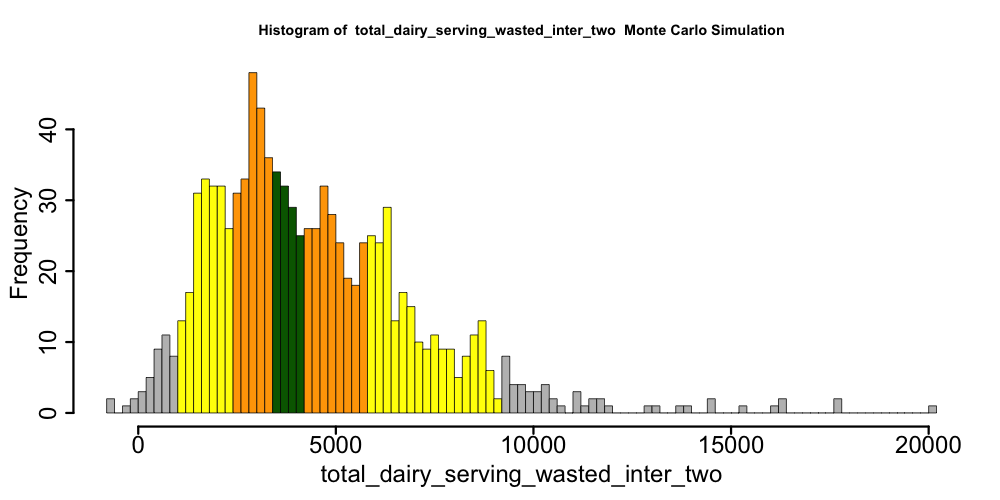 Histogram of  total_dairy_serving_wasted_inter_two  Monte Carlo Simulation
Frequency
40
30
20
10
0
0 5000 10000 15000 20000
total_dairy_serving_wasted_inter_two